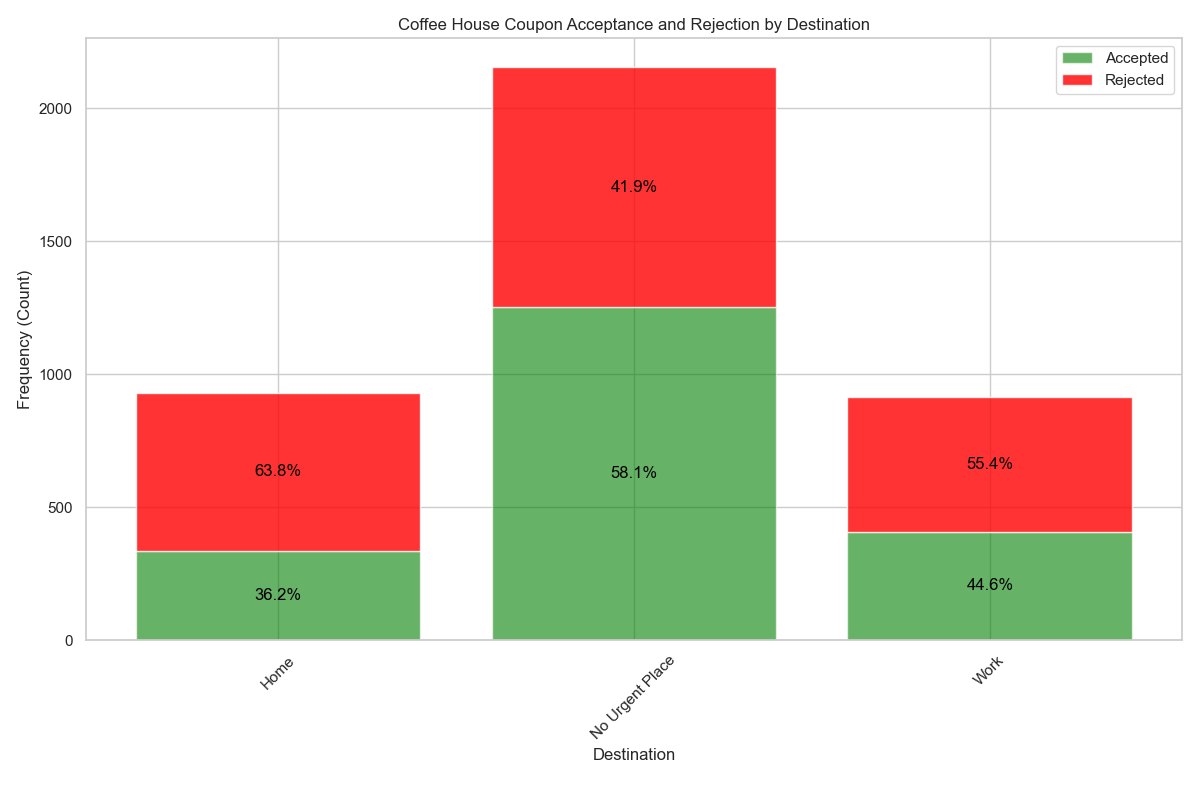 Coffee House Coupon Acceptance and Rejection by Destination
Accepted
Rejected
Frequency (Count)
2000
1500
1000
500
0
41.9%
63.8%
58.1%
55.4%
36.2%
44.6%
Home
No Urgent Place
Work
Destination